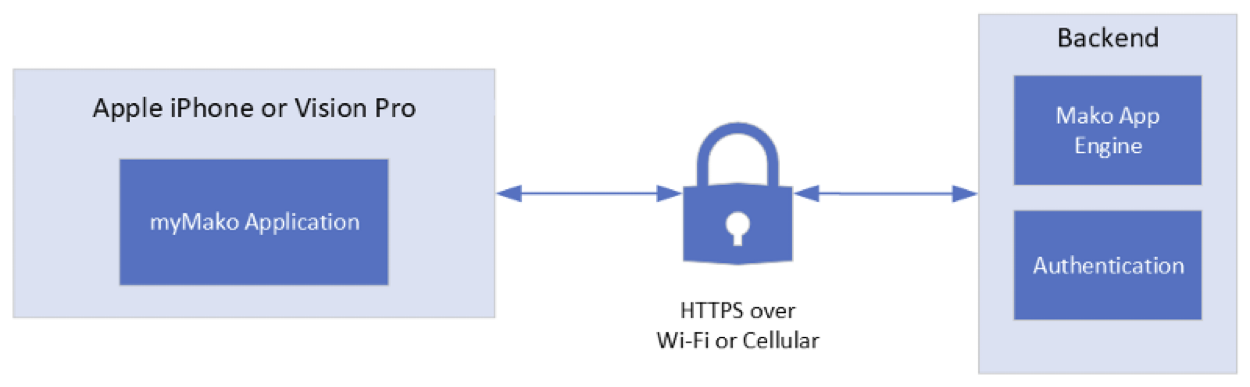 Apple iPhone or Vision Pro
myMako Application
HTTPS over
Wi-Fi or Cellular
Backend
Mako App
Engine
Authentication